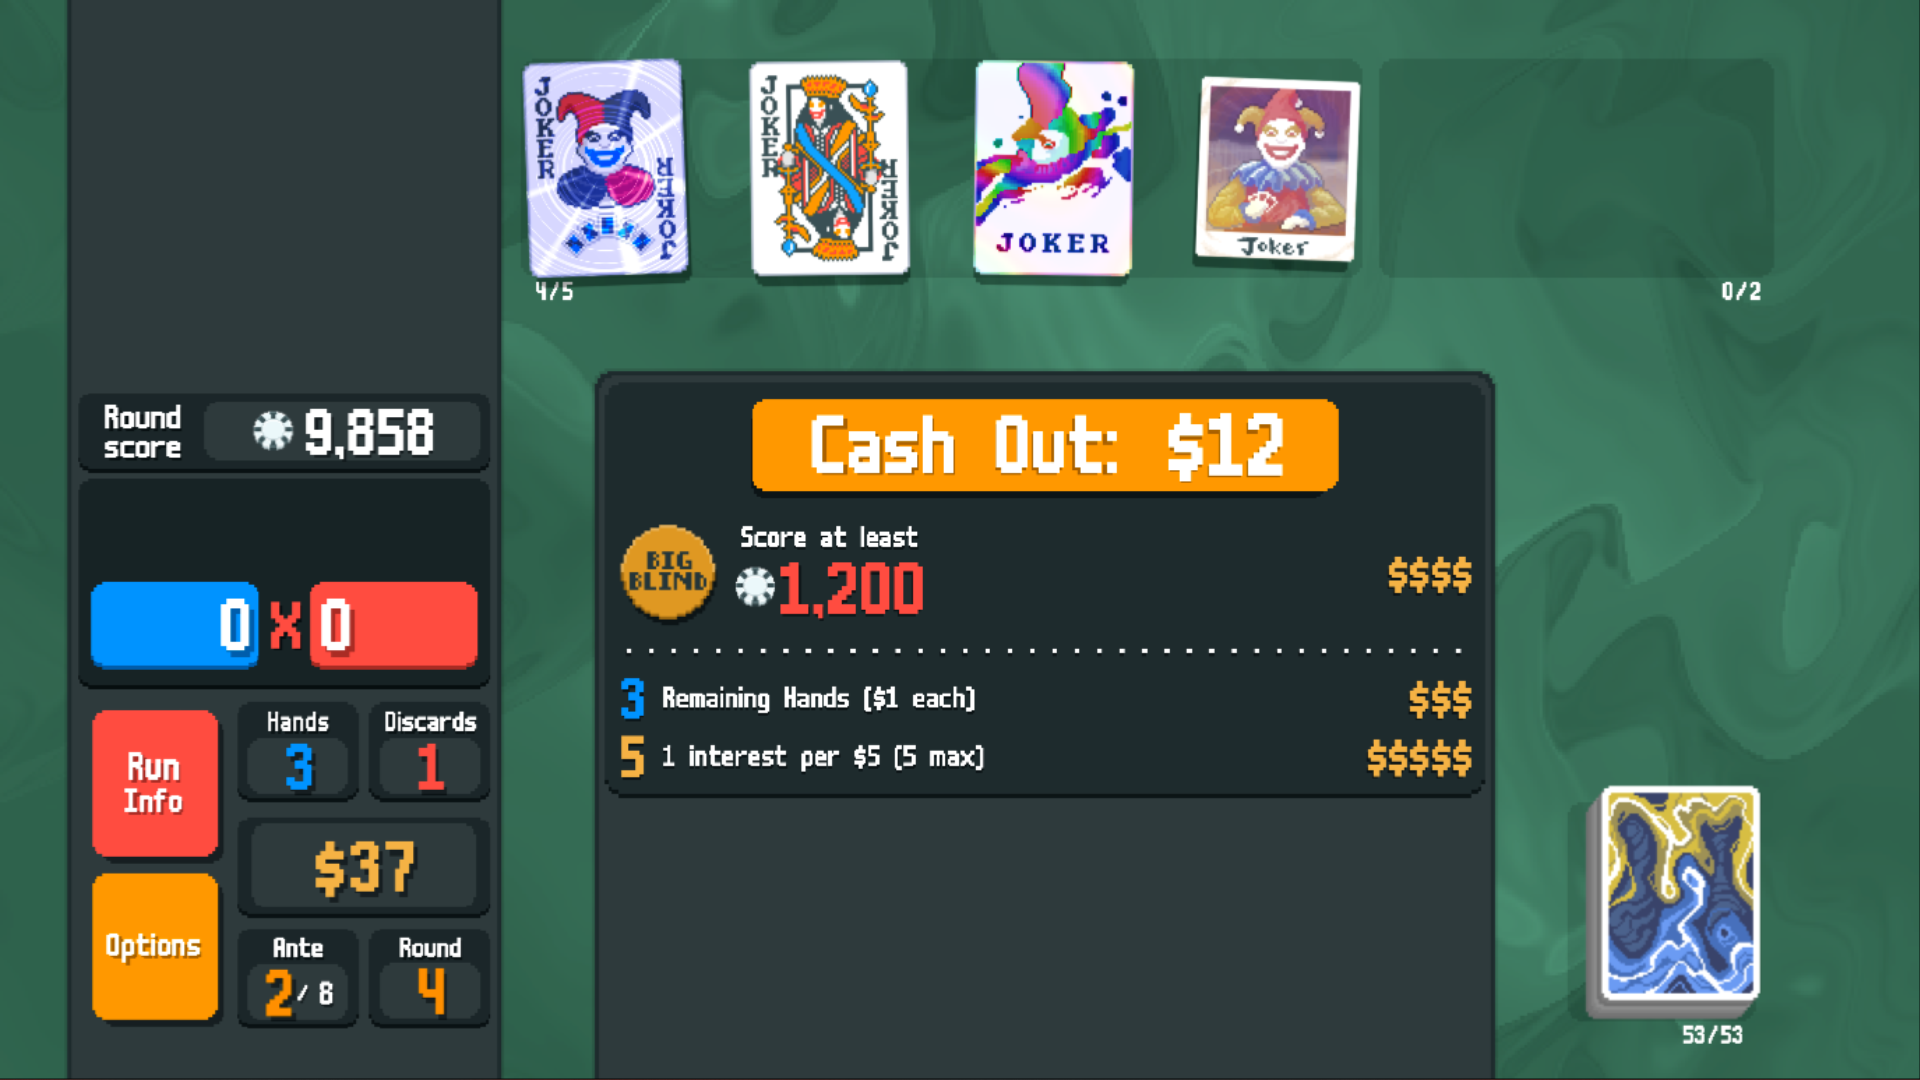 JOKER
JOKER
JOKER
JOKER
JOKER
Joker
4/5
0/2
Round
score
9,858
Cash Out: $12
BIG
BLIND
Score at least
1,200
$$$$
0 X 0
3 Remaining Hands ($1 each)
$$$
5 1 interest per $5 (5 max)
$$$$$
Run
Info
Hands
3
Discards
1
$37
Options
Ante
2/8
Round
4
53/53